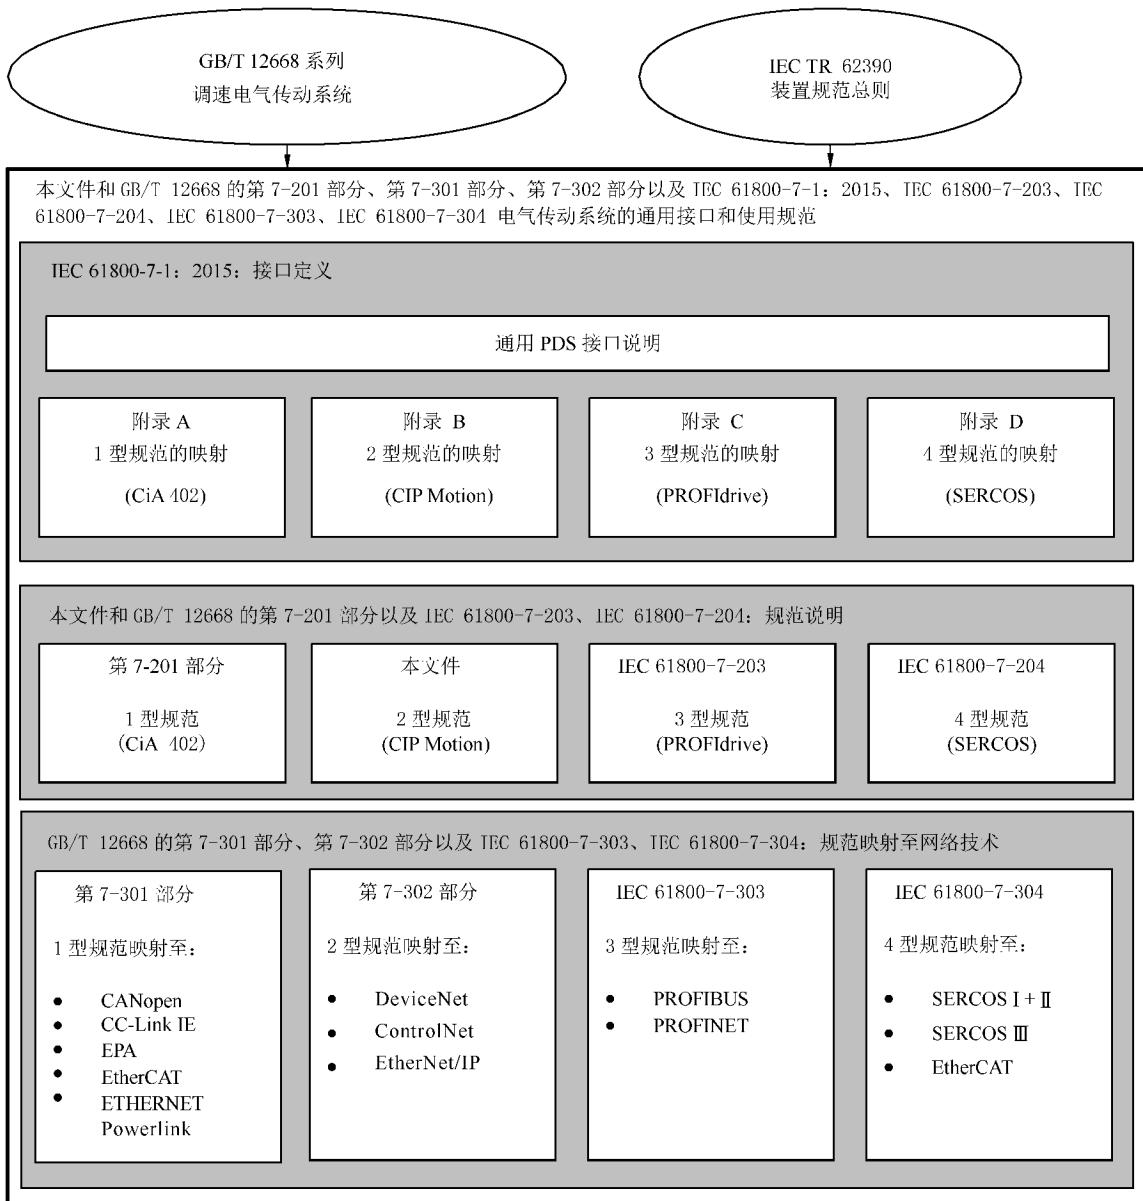 GB/T 12668 系列
调速电气传动系统
IEC TR 62390
装置规范总则
本文件和 GB/T 12668 的第 7-201 部分、第 7-301 部分、第 7-302 部分以及 IEC 61800-7-1：2015、IEC 61800-7-203、IEC
61800-7-204、IEC 61800-7-303、IEC 61800-7-304 电气传动系统的通用接口和使用规范
IEC 61800-7-1：2015：接口定义
通用 PDS 接口说明
附录 A
1 型规范的映射
(CiA 402)
附录 B
2 型规范的映射
(CIP Motion)
附录 C
3 型规范的映射
(PROFIdrive)
附录 D
4 型规范的映射
(SERCOS)
本文件和 GB/T 12668 的第 7-201 部分以及 IEC 61800-7-203、IEC 61800-7-204：规范说明
第 7-201 部分
1 型规范
(CiA 402)
本文件
2 型规范
(CIP Motion)
IEC 61800-7-203
3 型规范
(PROFIdrive)
IEC 61800-7-204
4 型规范
(SERCOS)
GB/T 12668 的第 7-301 部分、第 7-302 部分以及 IEC 61800-7-303、IEC 61800-7-304：规范映射至网络技术
第 7-301 部分
1 型规范映射至：
● CANopen
● CC-Link IE
● EPA
● EtherCAT
● ETHERNET
Powerlink
第 7-302 部分
2 型规范映射至：
● DeviceNet
● ControlNet
● EtherNet/IP
IEC 61800-7-303
3 型规范映射至：
● PROFIBUS
● PROFINET
IEC 61800-7-304
4 型规范映射至：
● SERCOS Ⅰ + Ⅱ
● SERCOS Ⅲ
● EtherCAT